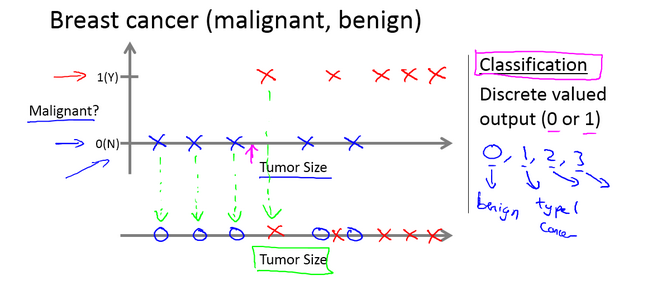 Breast cancer (malignant, benign)
1(Y)
Malignant?
0(N)
Tumor Size
Tumor Size
Classification
Discrete valued
output (0 or 1)
0, 1, 2, 3
benign
type 1
cancer